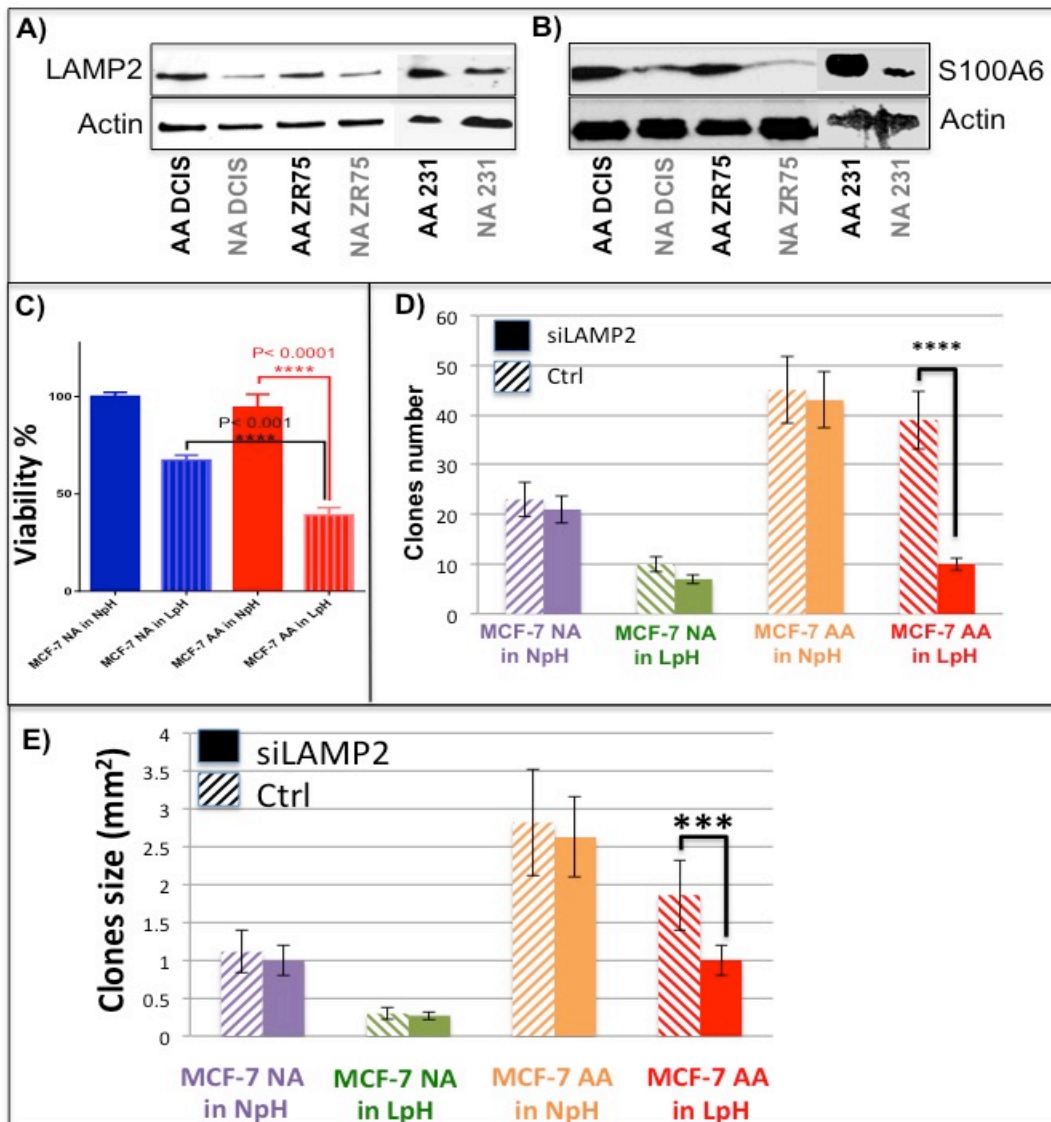 A)
LAMP2
Actin
AA DCIS
NA DCIS
AA ZR75
NA ZR75
AA 231
NA 231
B)
S100A6
Actin
AA DCIS
NA DCIS
AA ZR75
NA ZR75
AA 231
NA 231
C)
Viability %
100
50
0
P< 0.0001
****
P< 0.001
****
MCF-7 NA in NpH
MCF-7 NA in LpH
MCF-7 AA in NpH
MCF-7 AA in LpH
D)
siLAMP2
Ctrl
Clones number
60
50
40
30
20
10
0
****
MCF-7 NA
in NpH
MCF-7 NA
in LpH
MCF-7 AA
in NpH
MCF-7 AA
in LpH
E)
siLAMP2
Ctrl
Clones size (mm²)
4
3.5
3
2.5
2
1.5
1
0.5
0
***
MCF-7 NA
in NpH
MCF-7 NA
in LpH
MCF-7 AA
in NpH
MCF-7 AA
in LpH